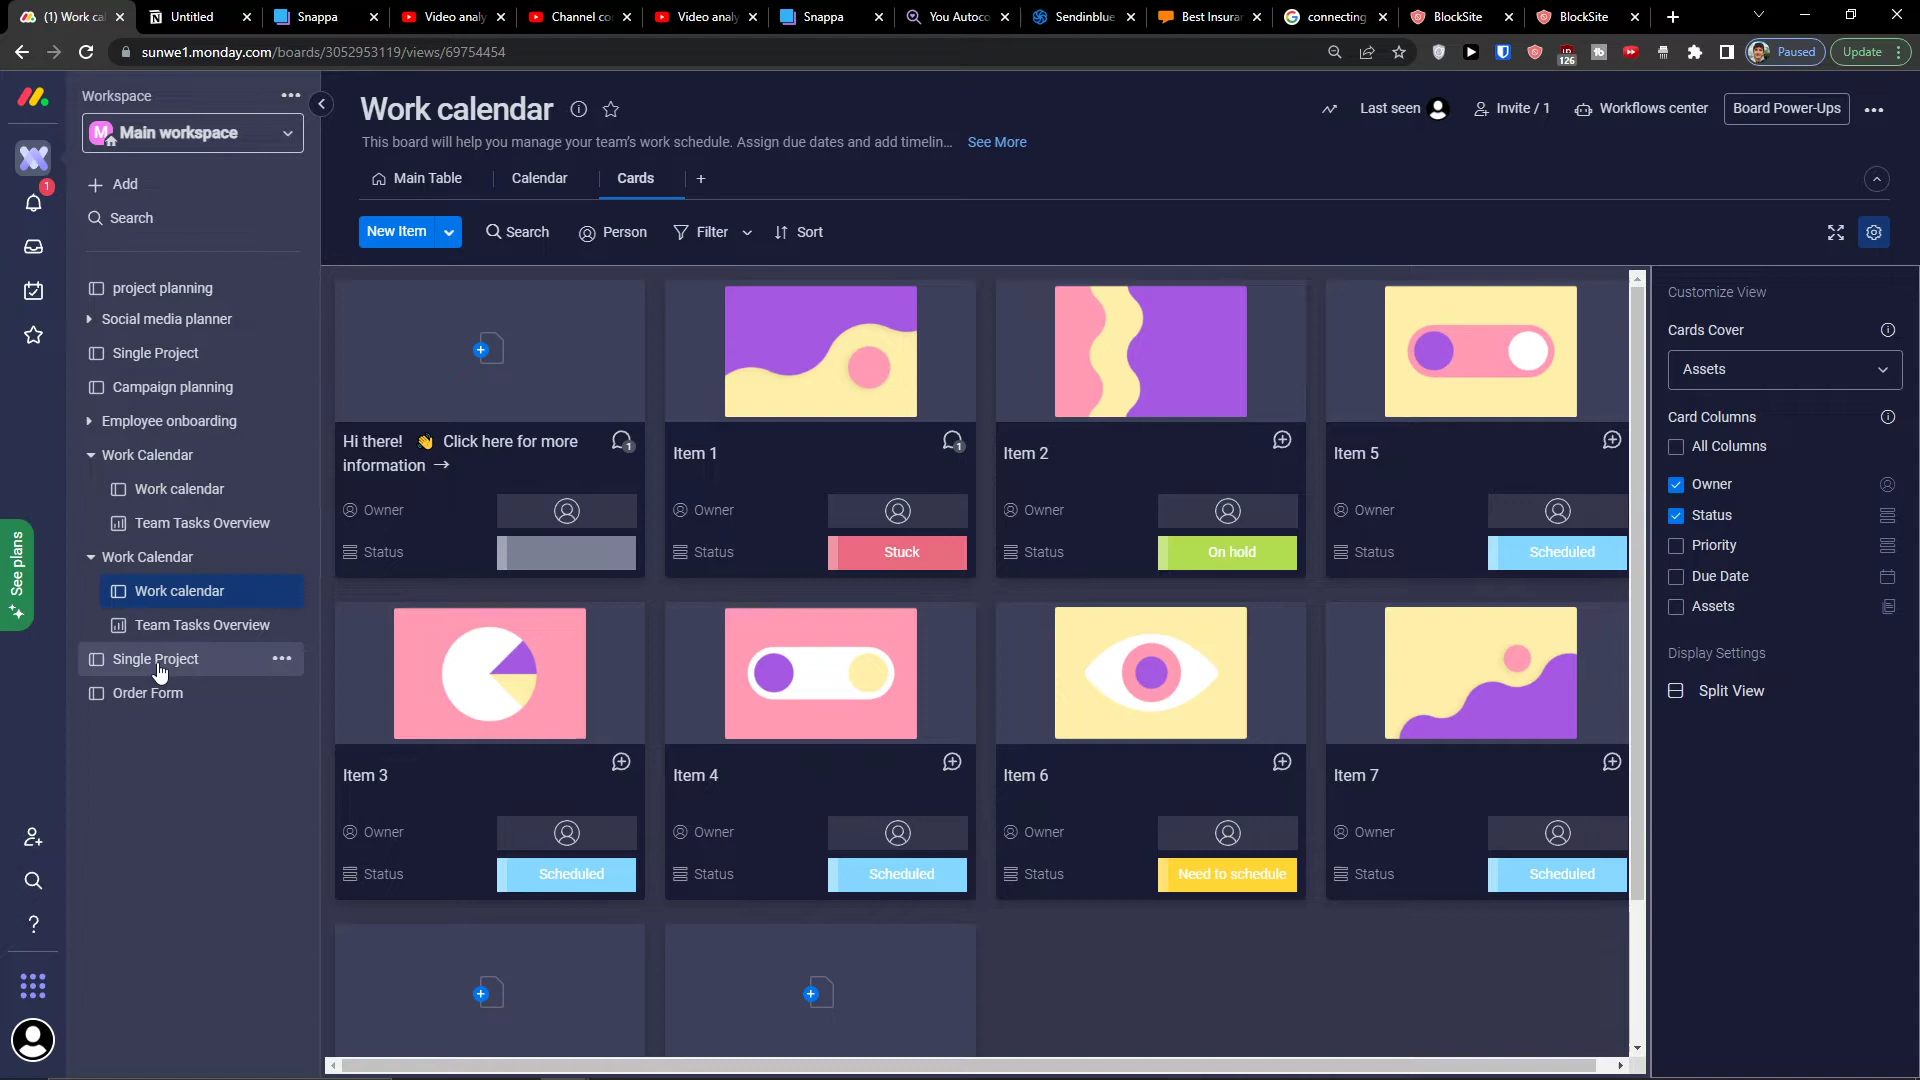 (1) Work cal
Untitled
Snappa
Video analy
Channel co
Video analy
Snappa
You Autoco
Sendinblue
Best Insura
connecting
BlockSite
BlockSite
sunwe1.monday.com/boards/3052953119/views/69754454
126
Paused
Update
Workspace
M Main workspace
Add
Search
1
project planning
Social media planner
Single Project
Campaign planning
Employee onboarding
Work Calendar
Work calendar
Team Tasks Overview
Work Calendar
Work calendar
Team Tasks Overview
Single Project
Order Form
See plans
Work calendar
Last seen
Invite / 1
Workflows center
Board Power-Ups
This board will help you manage your team's work schedule. Assign due dates and add timelin... See More
Main Table
Calendar
Cards
New Item
Search
Person
Filter
Sort
Hi there! 👋 Click here for more
information →
1
Owner
Status
Item 1
1
Owner
Status
Stuck
Item 2
Owner
Status
On hold
Item 5
Owner
Status
Scheduled
Item 3
Owner
Status
Scheduled
Item 4
Owner
Status
Scheduled
Item 6
Owner
Status
Need to schedule
Item 7
Owner
Status
Scheduled
Customize View
Cards Cover
Assets
Card Columns
All Columns
Owner
Status
Priority
Due Date
Assets
Display Settings
Split View